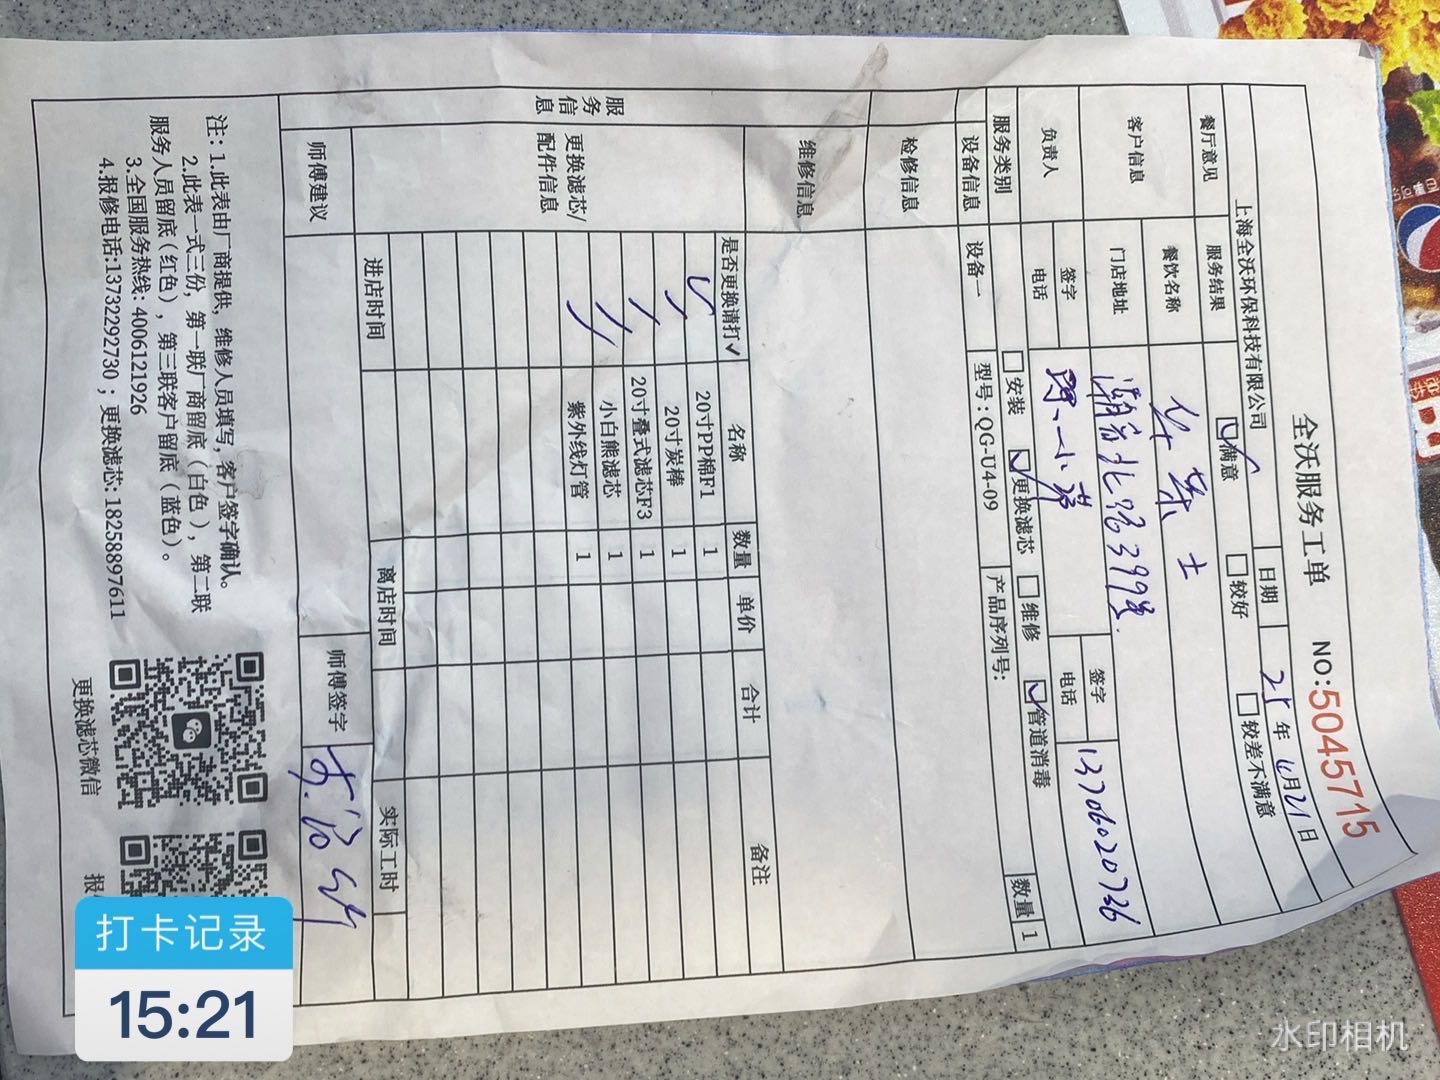 全沃服务工单 NO:5045715
上海全沃环保科技有限公司 日期 25年4月21日
餐厅意见 服务结果 ☑满意 □较好 □较差不满意
客户信息 餐饮名称 华莱士
门店地址 北路399号
负责人 签字 陈小 签字
电话 电话 13706020736
服务类别 □安装 ☑更换滤芯 □维修 ☑管道消毒
设备信息 设备一 型号:QG-U4-09 产品序列号: 数量 1
服务信息
检修信息
维修信息
更换滤芯/配件信息
是否更换请打✓ 名称 数量 单价 合计 备注
✓ 20寸PP棉F1 1
✓ 20寸炭棒 1
✓ 20寸叠式滤芯F3 1
✓ 小白熊滤芯 1
✓ 紫外线灯管 1
进店时间 离店时间 实际工时
师傅建议 师傅签字
注: 1.此表由厂商提供, 维修人员填写, 客户签字确认。
2.此表一式三份, 第一联厂商留底(白色), 第二联
服务人员留底(红色), 第三联客户留底(蓝色)。
3.全国服务热线: 4006121926
4.报修电话:13732292730; 更换滤芯: 18258897611
更换滤芯微信
报
打卡记录
15:21
水印相机